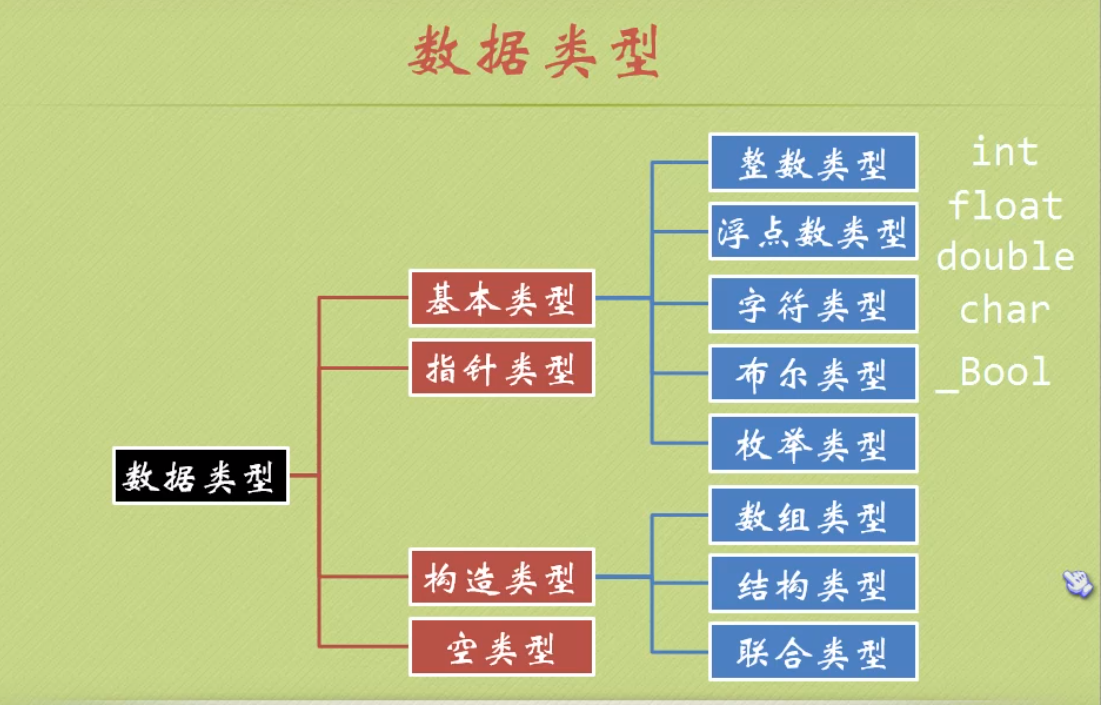 数据类型
整数类型
int
float
浮点数类型
double
基本类型
字符类型
char
指针类型
布尔类型
_Bool
枚举类型
数据类型
数组类型
构造类型
结构类型
空类型
联合类型